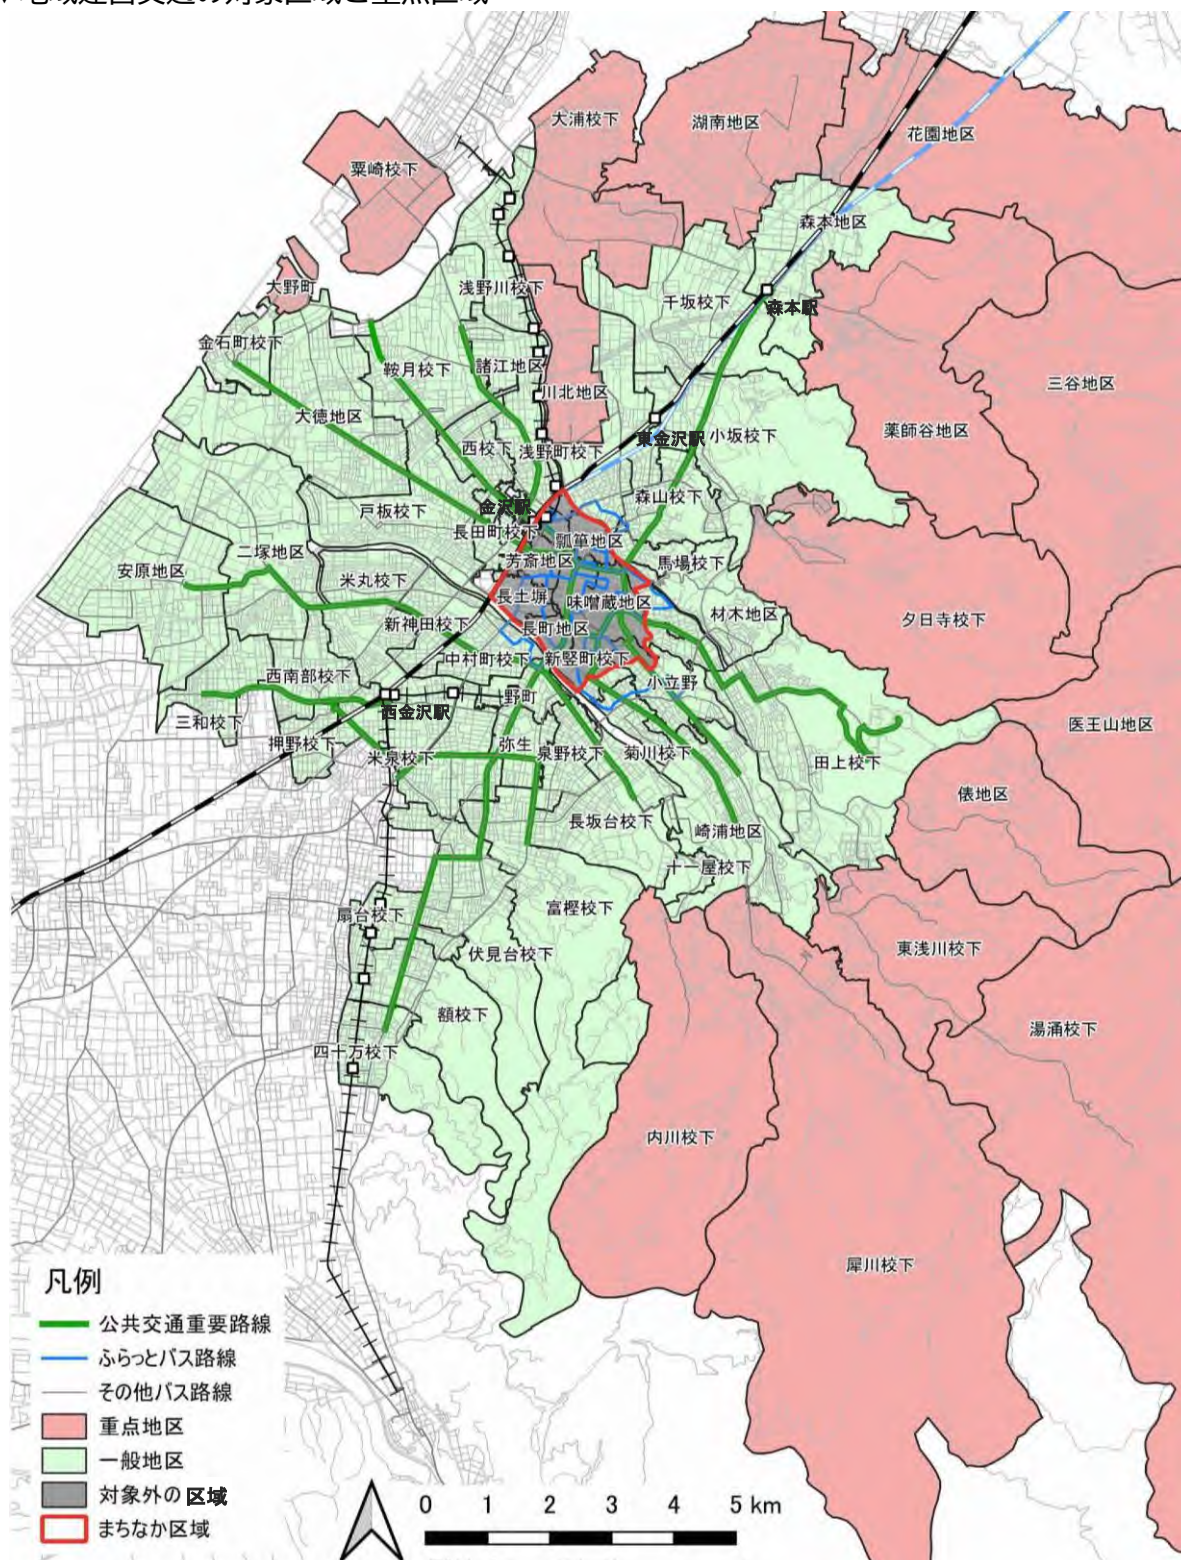 地域運営交通の対象区域と重点区域
大浦校下
湖南地区
花園地区
粟崎校下
森本地区
大野町
浅野川校下
千坂校下
森本駅
金石町校下
鞍月校下
諸江地区
川北地区
三谷地区
大徳地区
薬師谷地区
西校下
浅野町校下
東金沢駅
小坂校下
戸板校下
金沢駅
森山校下
長田町校下
瓢箪地区
二塚地区
芳斎地区
馬場校下
安原地区
米丸校下
長土塀
味噌蔵地区
材木地区
夕日寺校下
新神田校下
長町地区
中村町校下
新竪町校下
西南部校下
小立野
野町
三和校下
西金沢駅
医王山地区
押野校下
米泉校下
弥生
泉野校下
菊川校下
田上校下
俵地区
長坂台校下
崎浦地区
十一屋校下
扇台校下
富樫校下
伏見台校下
東浅川校下
額校下
湯涌校下
四十万校下
内川校下
犀川校下
凡例
公共交通重要路線
ふらっとバス路線
その他バス路線
重点地区
一般地区
対象外の区域
まちなか区域
0 1 2 3 4 5 km